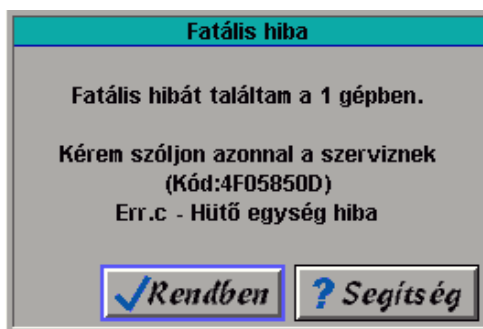 Fatális hiba
Fatális hibát találtam a 1 gépben.
Kérem szóljon azonnal a szerviznek
(Kód:4F05850D)
Err.c - Hütő egység hiba
Rendben
? Segítség